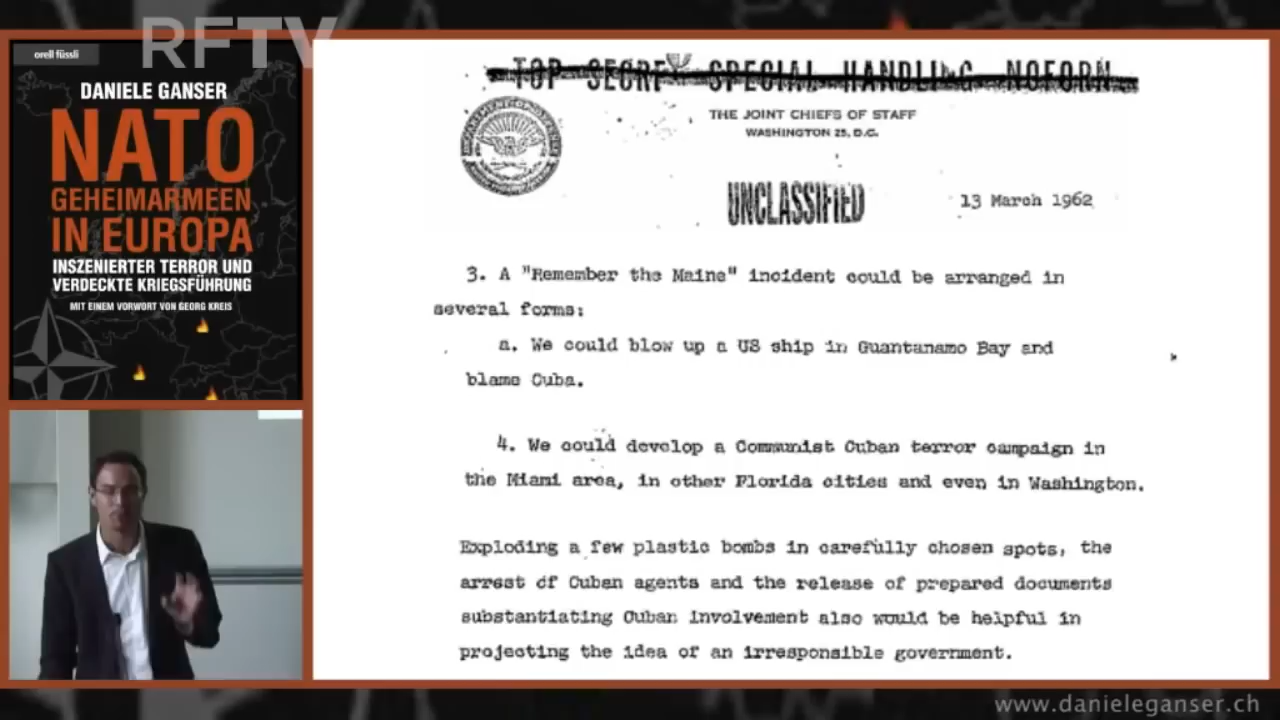 RFTV
orell füssli
DANIELE GANSER
NATO
GEHEIMARMEEN
IN EUROPA
INSZENIERTER TERROR UND
VERDECKTE KRIEGSFÜHRUNG
MIT EINEM VORWORT VON GEORG KREIS
TOP SECRET SPECIAL HANDLING NOFORN
THE JOINT CHIEFS OF STAFF
WASHINGTON 25, D.C.
UNCLASSIFIED
13 March 1962
3. A "Remember the Maine" incident could be arranged in
several forms:
a. We could blow up a US ship in Guantanamo Bay and
blame Cuba.
4. We could develop a Communist Cuban terror campaign in
the Miami area, in other Florida cities and even in Washington.
Exploding a few plastic bombs in carefully chosen spots, the
arrest of Cuban agents and the release of prepared documents
substantiating Cuban involvement also would be helpful in
projecting the idea of an irresponsible government.
www.danieleganser.ch